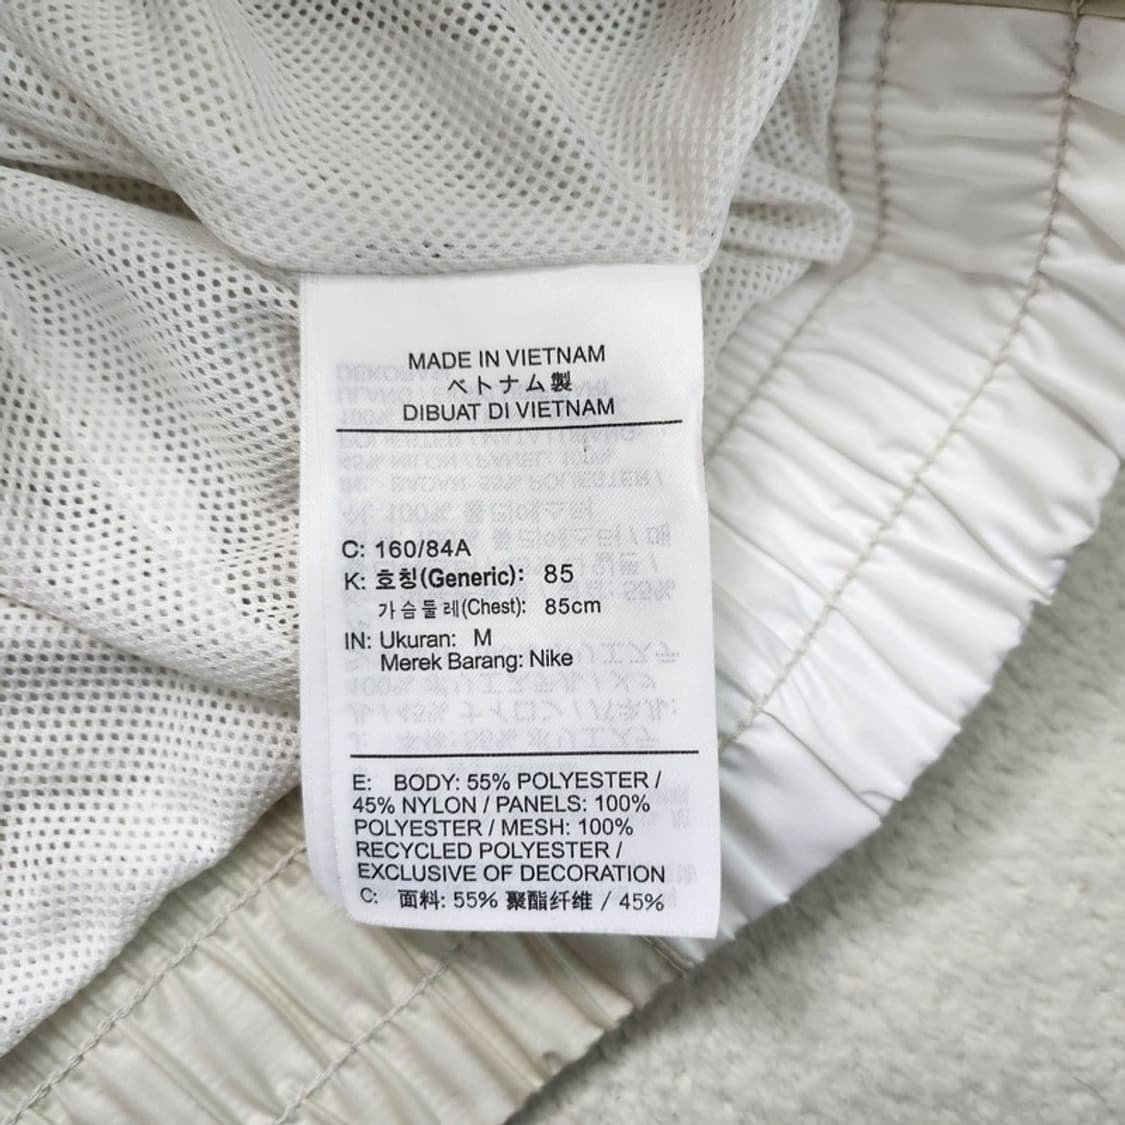 MADE IN VIETNAM
ベトナム製
DIBUAT DI VIETNAM
C: 160/84A
K: 호칭(Generic): 85
가슴둘레(Chest): 85cm
IN: Ukuran: M
Merek Barang: Nike
E: BODY: 55% POLYESTER /
45% NYLON / PANELS: 100%
POLYESTER / MESH: 100%
RECYCLED POLYESTER /
EXCLUSIVE OF DECORATION
C: 面料: 55% 聚酯纤维 / 45%